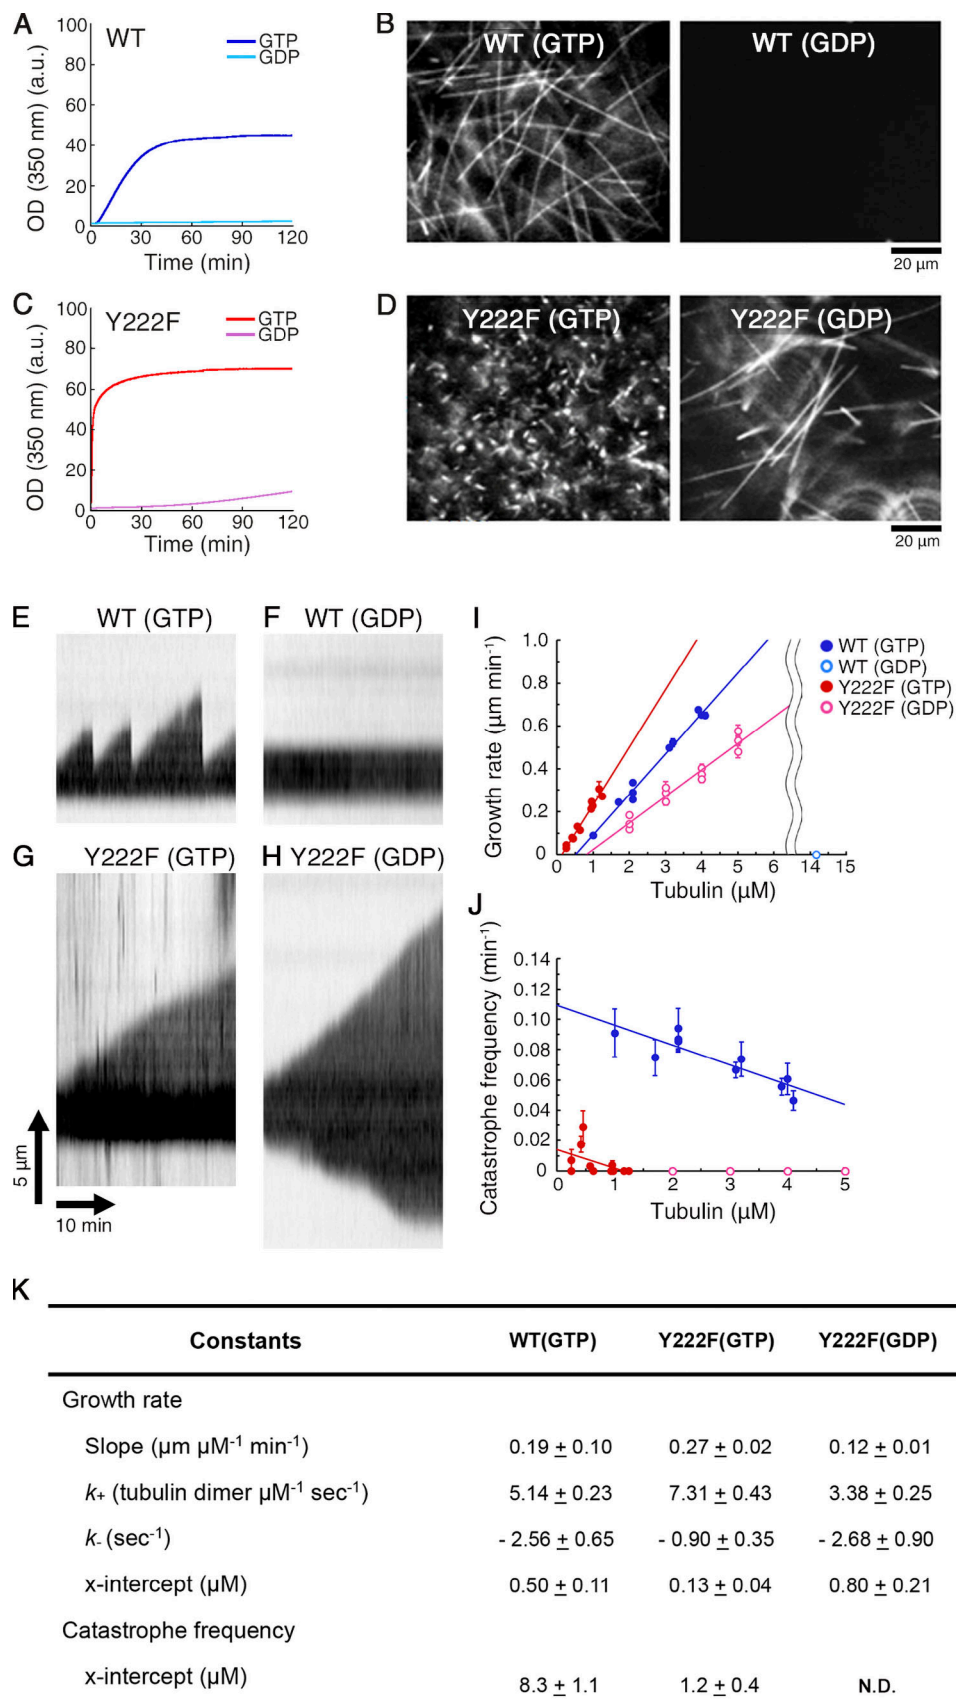 A
WT
OD (350 nm) (a.u.)
100
80
60
40
20
0
GTP
GDP
0 30 60 90 120
Time (min)
B
WT (GTP)
WT (GDP)
20 µm
C
Y222F
OD (350 nm) (a.u.)
100
80
60
40
20
0
GTP
GDP
0 30 60 90 120
Time (min)
D
Y222F (GTP)
Y222F (GDP)
20 µm
E
WT (GTP)
F
WT (GDP)
G
Y222F (GTP)
H
Y222F (GDP)
5 µm
10 min
I
Growth rate (µm min⁻¹)
1.0
0.8
0.6
0.4
0.2
0
0 1 2 3 4 5 6 14 15
Tubulin (µM)
WT (GTP)
WT (GDP)
Y222F (GTP)
Y222F (GDP)
J
Catastrophe frequency (min⁻¹)
0.14
0.12
0.10
0.08
0.06
0.04
0.02
0
0 1 2 3 4 5
Tubulin (µM)
K
Constants WT(GTP) Y222F(GTP) Y222F(GDP)
Growth rate
Slope (µm µM⁻¹ min⁻¹) 0.19 ± 0.10 0.27 ± 0.02 0.12 ± 0.01
k₊ (tubulin dimer µM⁻¹ sec⁻¹) 5.14 ± 0.23 7.31 ± 0.43 3.38 ± 0.25
k₋ (sec⁻¹) - 2.56 ± 0.65 - 0.90 ± 0.35 - 2.68 ± 0.90
x-intercept (µM) 0.50 ± 0.11 0.13 ± 0.04 0.80 ± 0.21
Catastrophe frequency
x-intercept (µM) 8.3 ± 1.1 1.2 ± 0.4 N.D.